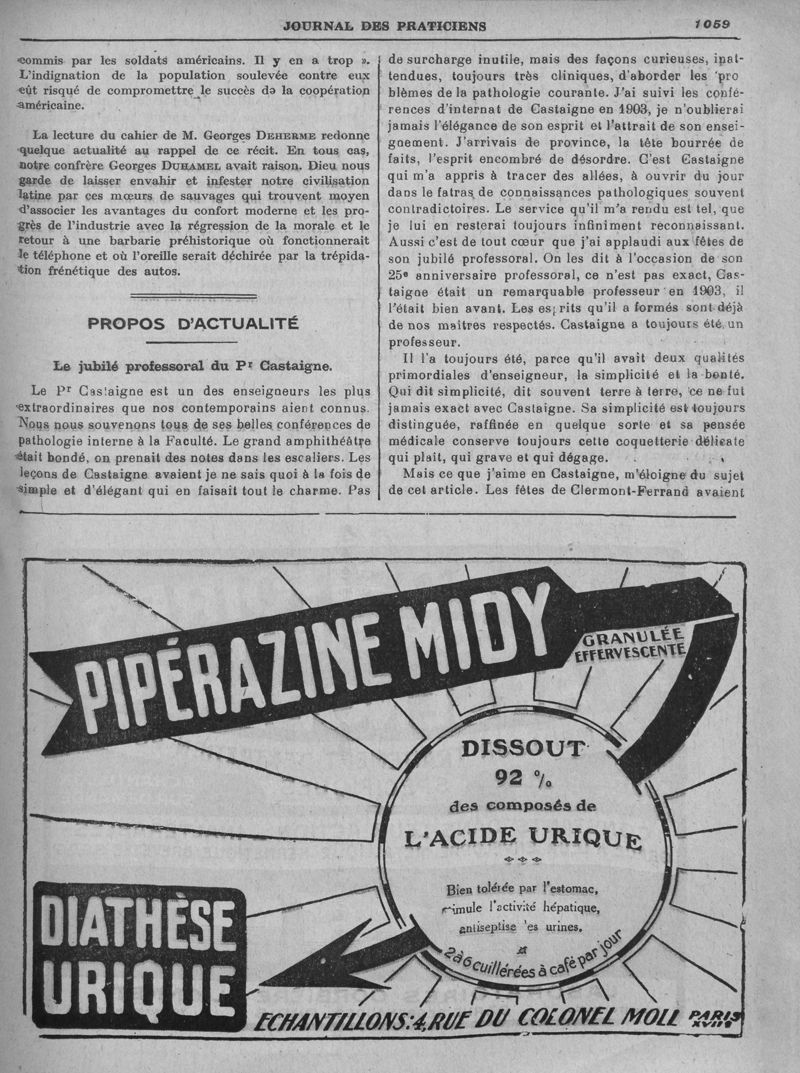 JOURNAL DES PRATICIENS
1059
commis par les soldats américains. Il y en a trop ».
L'indignation de la population soulevée contre eux
eût risqué de compromettre le succès de la coopération
américaine.
La lecture du cahier de M. Georges DEHERME redonne
quelque actualité au rappel de ce récit. En tous cas,
notre confrère Georges DUHAMEL avait raison. Dieu nous
garde de laisser envahir et infester notre civilisation
latine par ces mœurs de sauvages qui trouvent moyen
d'associer les avantages du confort moderne et les pro-
grès de l'industrie avec la régression de la morale et le
retour à une barbarie préhistorique où fonctionnerait
le téléphone et où l'oreille serait déchirée par la trépida-
tion frénétique des autos.
PROPOS D'ACTUALITÉ
Le jubilé professoral du Pr Castaigne.
Le Pr Castaigne est un des enseigneurs les plus
extraordinaires que nos contemporains aient connus.
Nous nous souvenons tous de ses belles conférences de
pathologie interne à la Faculté. Le grand amphithéâtre
était bondé, on prenait des notes dans les escaliers. Les
leçons de Castaigne avaient je ne sais quoi à la fois de
simple et d'élégant qui en faisait tout le charme. Pas
de surcharge inutile, mais des façons curieuses, inat-
tendues, toujours très cliniques, d'aborder les pro
blèmes de la pathologie courante. J'ai suivi les confé-
rences d'internat de Castaigne en 1903, je n'oublierai
jamais l'élégance de son esprit et l'attrait de son ensei-
gnement. J'arrivais de province, la tête bourrée de
faits, l'esprit encombré de désordre. C'est Castaigne
qui m'a appris à tracer des allées, à ouvrir du jour
dans le fatras de connaissances pathologiques souvent
contradictoires. Le service qu'il m'a rendu est tel, que
je lui en resterai toujours infiniment reconnaissant.
Aussi c'est de tout cœur que j'ai applaudi aux fêtes de
son jubilé professoral. On les dit à l'occasion de son
25e anniversaire professoral, ce n'est pas exact, Cas-
taigne était un remarquable professeur en 1903, il
l'était bien avant. Les esprits qu'il a formés sont déjà
de nos maîtres respectés. Castaigne a toujours été un
professeur.
Il l'a toujours été, parce qu'il avait deux qualités
primordiales d'enseigneur, la simplicité et la bonté.
Qui dit simplicité, dit souvent terre à terre, ce ne fut
jamais exact avec Castaigne. Sa simplicité est toujours
distinguée, raffinée en quelque sorte et sa pensée
médicale conserve toujours cette coquetterie délicate
qui plait, qui grave et qui dégage.
Mais ce que j'aime en Castaigne, m'éloigne du sujet
de cet article. Les fêtes de Clermont-Ferrand avaient
PIPÉRAZINE MIDY
GRANULÉE
EFFERVESCENTE
DISSOUT
92 %
des composés de
L'ACIDE URIQUE
Bien tolérée par l'estomac,
stimule l'activité hépatique,
antiseptise les urines.
2 à 6 cuillérées à café par jour
DIATHÈSE
URIQUE
ECHANTILLONS: 4, RUE DU COLONEL MOLL PARIS XVIIe